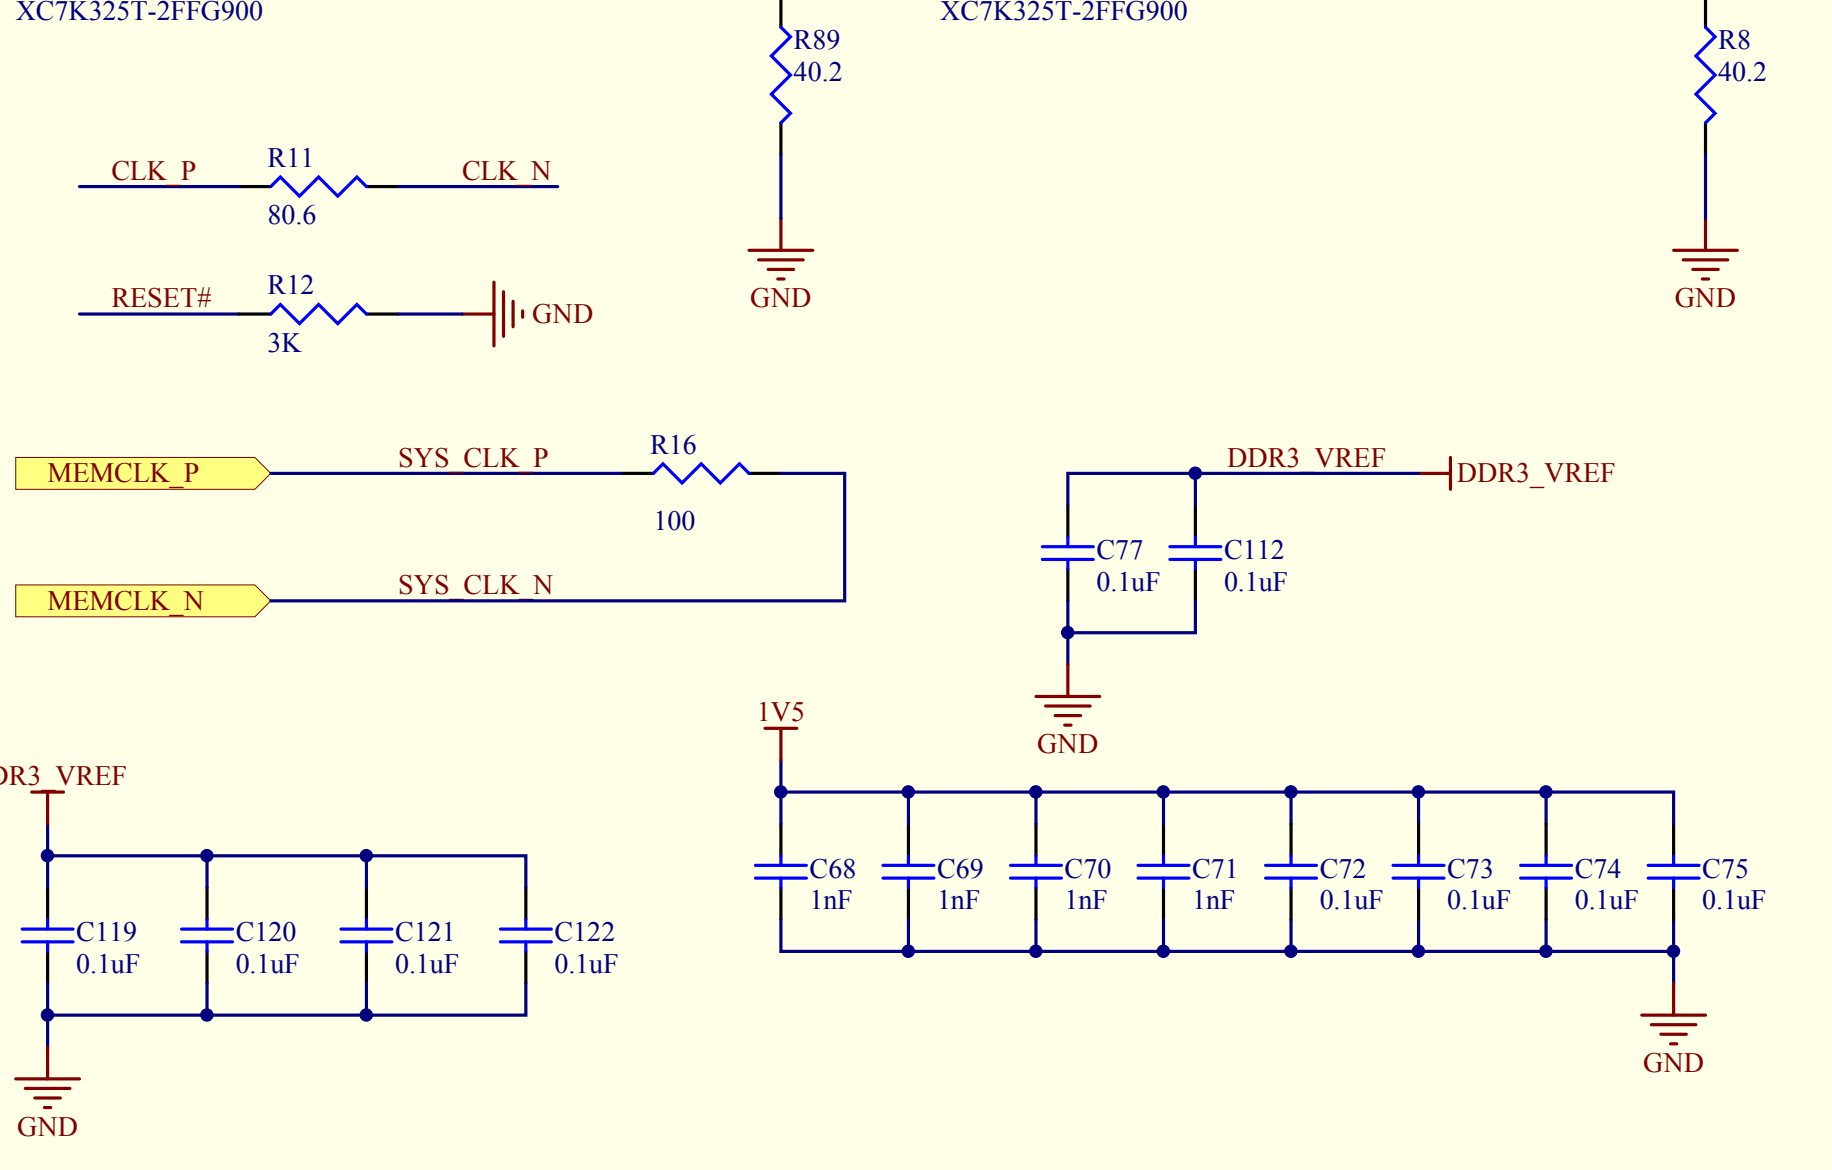 XC7K325T-2FFG900
XC7K325T-2FFG900
R89
40.2
R8
40.2
CLK_P
R11
80.6
CLK_N
RESET#
R12
3K
GND
GND
GND
MEMCLK_P
SYS_CLK_P
R16
100
MEMCLK_N
SYS_CLK_N
DDR3_VREF
DDR3_VREF
C77
0.1uF
C112
0.1uF
GND
1V5
DR3_VREF
C68
1nF
C69
1nF
C70
1nF
C71
1nF
C72
0.1uF
C73
0.1uF
C74
0.1uF
C75
0.1uF
GND
C119
0.1uF
C120
0.1uF
C121
0.1uF
C122
0.1uF
GND